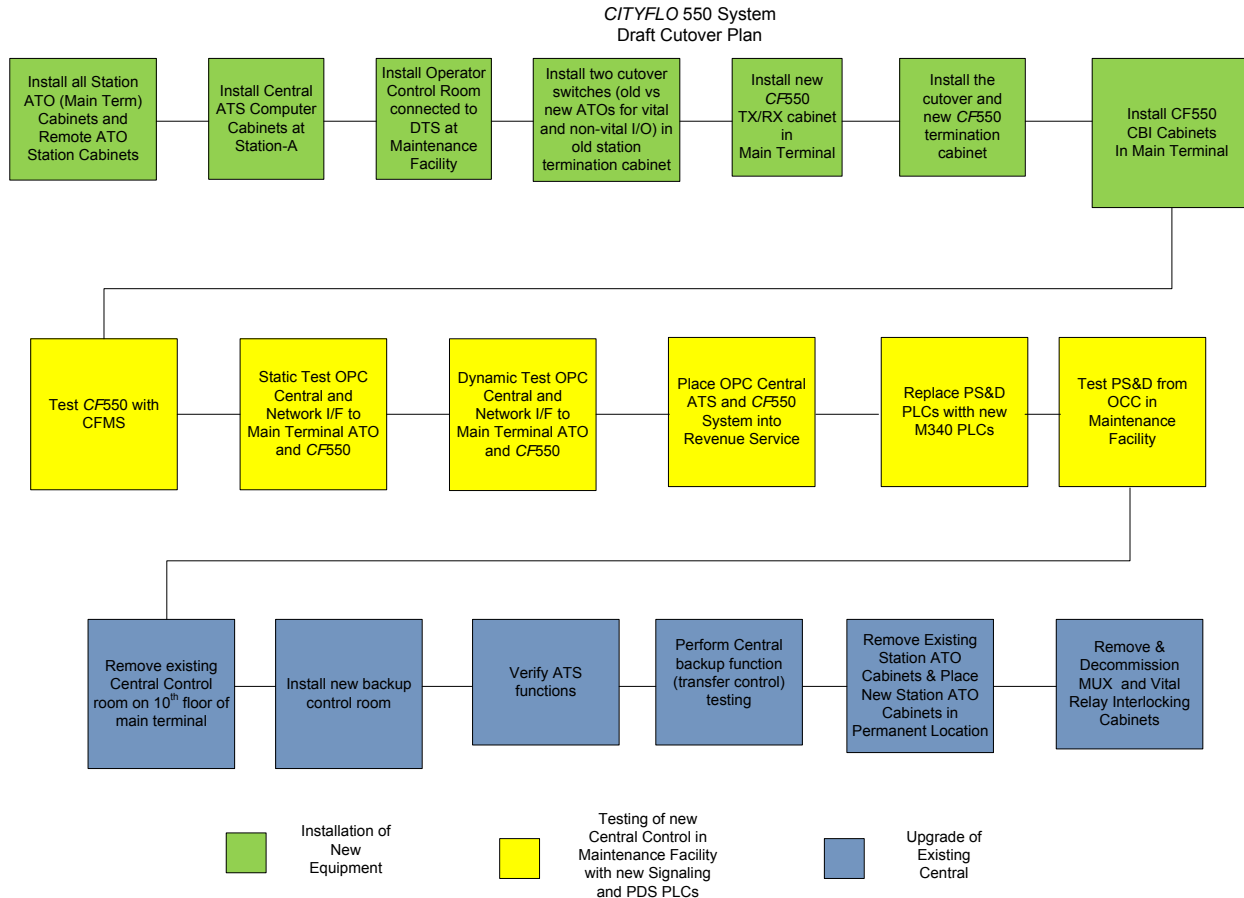 CITYFLO 550 System
Draft Cutover Plan
Install all Station
ATO (Main Term)
Cabinets and
Remote ATO
Station Cabinets
Install Central
ATS Computer
Cabinets at
Station-A
Install Operator
Control Room
connected to
DTS at
Maintenance
Facility
Install two cutover
switches (old vs
new ATOs for vital
and non-vital I/O) in
old station
termination cabinet
Install new
CF550
TX/RX cabinet
in
Main Terminal
Install the
cutover and
new CF550
termination
cabinet
Install CF550
CBI Cabinets
In Main Terminal
Test CF550 with
CFMS
Static Test OPC
Central and
Network I/F to
Main Terminal ATO
and CF550
Dynamic Test OPC
Central and
Network I/F to
Main Terminal ATO
and CF550
Place OPC Central
ATS and CF550
System into
Revenue Service
Replace PS&D
PLCs witth new
M340 PLCs
Test PS&D from
OCC in
Maintenance
Facility
Remove existing
Central Control
room on 10th floor of
main terminal
Install new backup
control room
Verify ATS
functions
Perform Central
backup function
(transfer control)
testing
Remove Existing
Station ATO
Cabinets & Place
New Station ATO
Cabinets in
Permanent Location
Remove &
Decommission
MUX and Vital
Relay Interlocking
Cabinets
Installation of
New
Equipment
Testing of new
Central Control in
Maintenance Facility
with new Signaling
and PDS PLCs
Upgrade of
Existing
Central